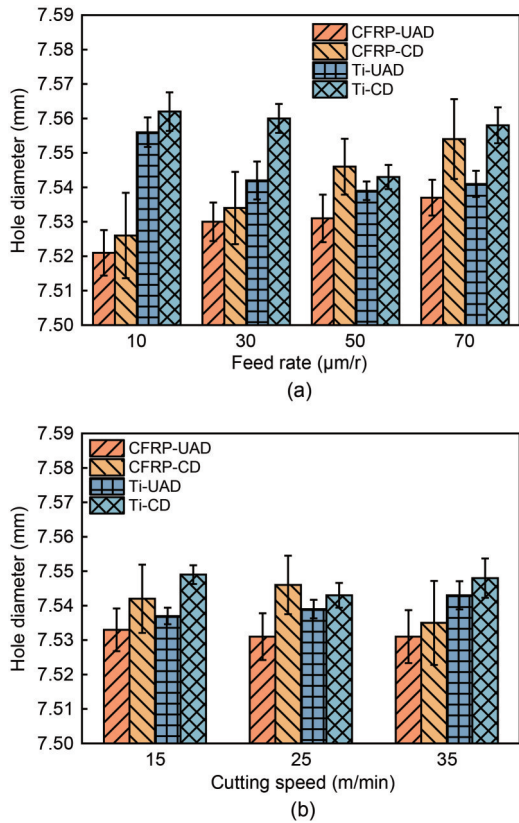 7.59
7.58
7.57
7.56
7.55
7.54
7.53
7.52
7.51
7.50
Hole diameter (mm)
CFRP-UAD
CFRP-CD
Ti-UAD
Ti-CD
10 30 50 70
Feed rate (μm/r)
(a)
7.59
7.58
7.57
7.56
7.55
7.54
7.53
7.52
7.51
7.50
Hole diameter (mm)
CFRP-UAD
CFRP-CD
Ti-UAD
Ti-CD
15 25 35
Cutting speed (m/min)
(b)